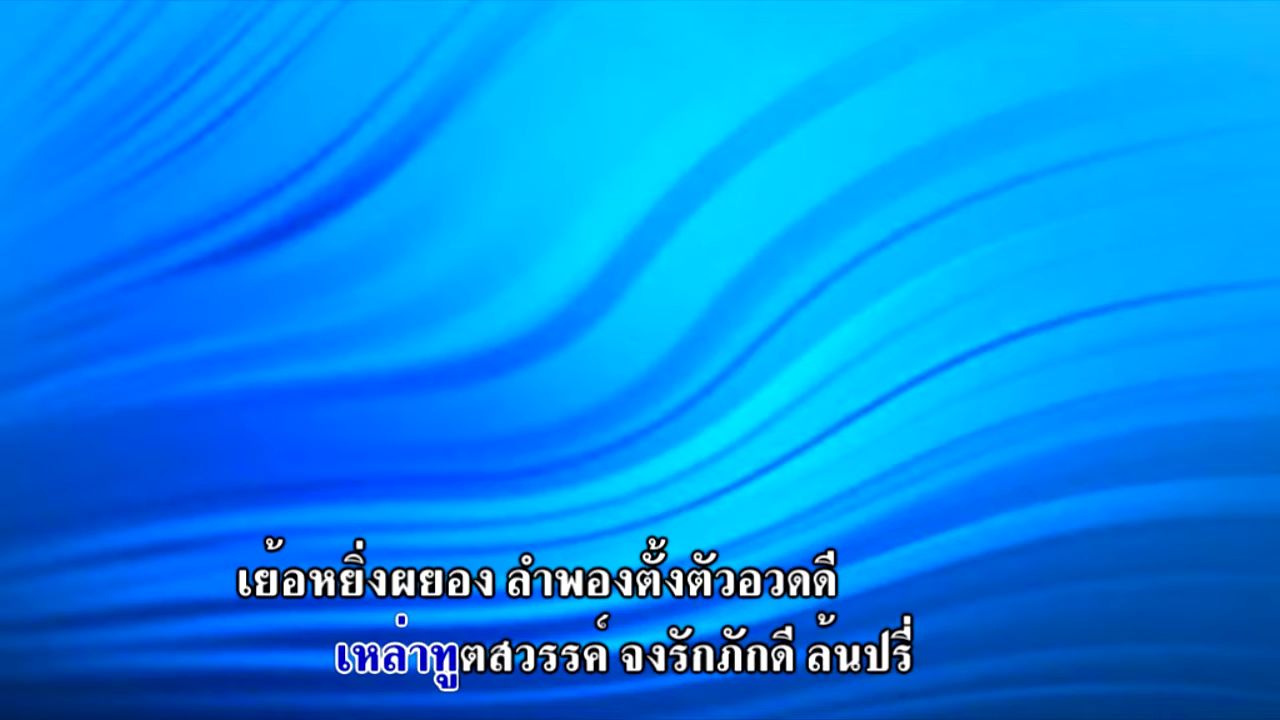 เย้อหยิ่งผยอง ลำพองตั้งตัวอวดดี
เหล่าทูตสวรรค์ จงรักภักดี ล้นปรี่